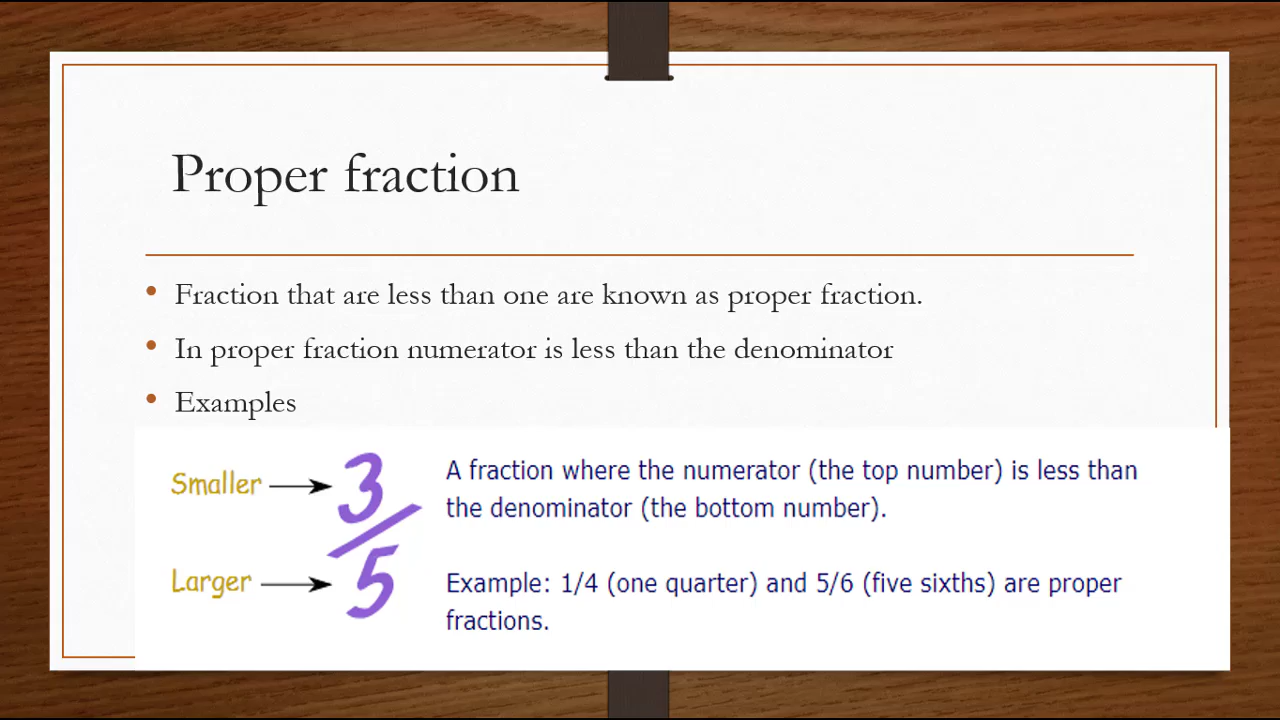 Proper fraction
• Fraction that are less than one are known as proper fraction.
• In proper fraction numerator is less than the denominator
• Examples
Smaller
3
A fraction where the numerator (the top number) is less than
the denominator (the bottom number).
Larger
5
Example: 1/4 (one quarter) and 5/6 (five sixths) are proper
fractions.